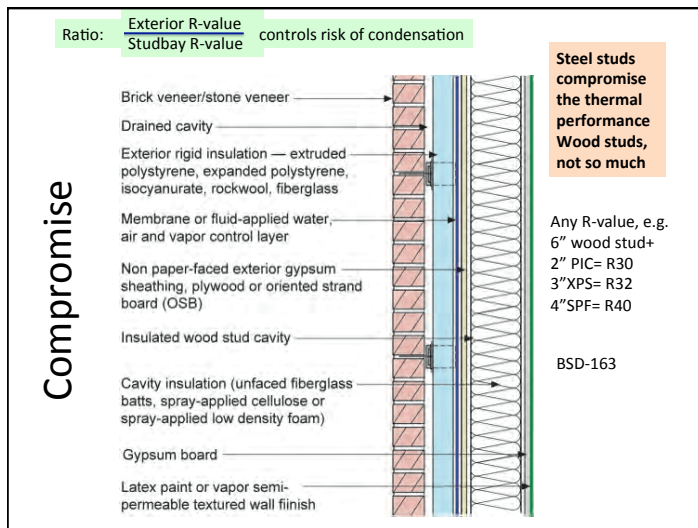 Ratio: Exterior R-value
Studbay R-value controls risk of condensation
Steel studs
compromise
the thermal
performance
Wood studs,
not so much
Compromise
Brick veneer/stone veneer
Drained cavity
Exterior rigid insulation — extruded
polystyrene, expanded polystyrene,
isocyanurate, rockwool, fiberglass
Membrane or fluid-applied water,
air and vapor control layer
Non paper-faced exterior gypsum
sheathing, plywood or oriented strand
board (OSB)
Insulated wood stud cavity
Cavity insulation (unfaced fiberglass
batts, spray-applied cellulose or
spray-applied low density foam)
Gypsum board
Latex paint or vapor semi-
permeable textured wall fiinish
Any R-value, e.g.
6” wood stud+
2” PIC= R30
3”XPS= R32
4”SPF= R40
BSD-163